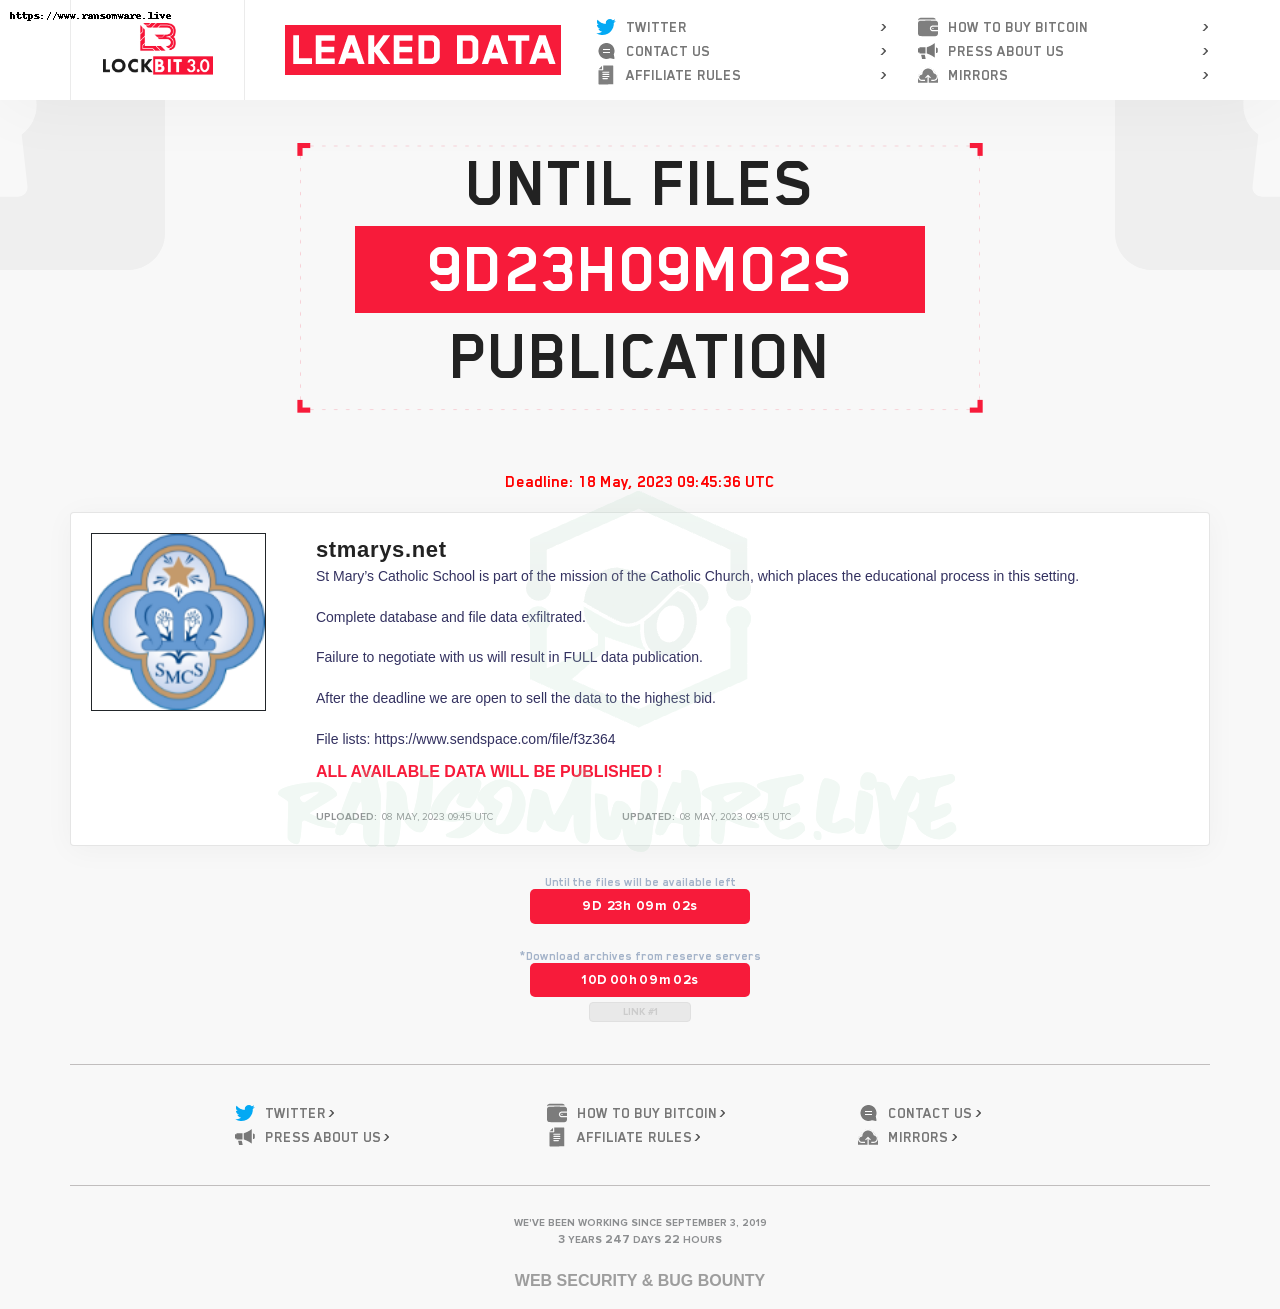 https://www.ransomware.live
LOCKBIT 3.0
LEAKED DATA
TWITTER
CONTACT US
AFFILIATE RULES
HOW TO BUY BITCOIN
PRESS ABOUT US
MIRRORS
UNTIL FILES
9D23H09M02S
PUBLICATION
Deadline: 18 May, 2023 09:45:36 UTC
SMCS
stmarys.net
St Mary’s Catholic School is part of the mission of the Catholic Church, which places the educational process in this setting.
Complete database and file data exfiltrated.
Failure to negotiate with us will result in FULL data publication.
After the deadline we are open to sell the data to the highest bid.
File lists: https://www.sendspace.com/file/f3z364
ALL AVAILABLE DATA WILL BE PUBLISHED !
RANSOMWARE.LIVE
UPLOADED: 08 MAY, 2023 09:45 UTC UPDATED: 08 MAY, 2023 09:45 UTC
Until the files will be available left
9D 23h 09m 02s
*Download archives from reserve servers
10D 00h 09m 02s
LINK #1
TWITTER HOW TO BUY BITCOIN CONTACT US
PRESS ABOUT US AFFILIATE RULES MIRRORS
WE'VE BEEN WORKING SINCE SEPTEMBER 3, 2019
3 YEARS 247 DAYS 22 HOURS
WEB SECURITY & BUG BOUNTY